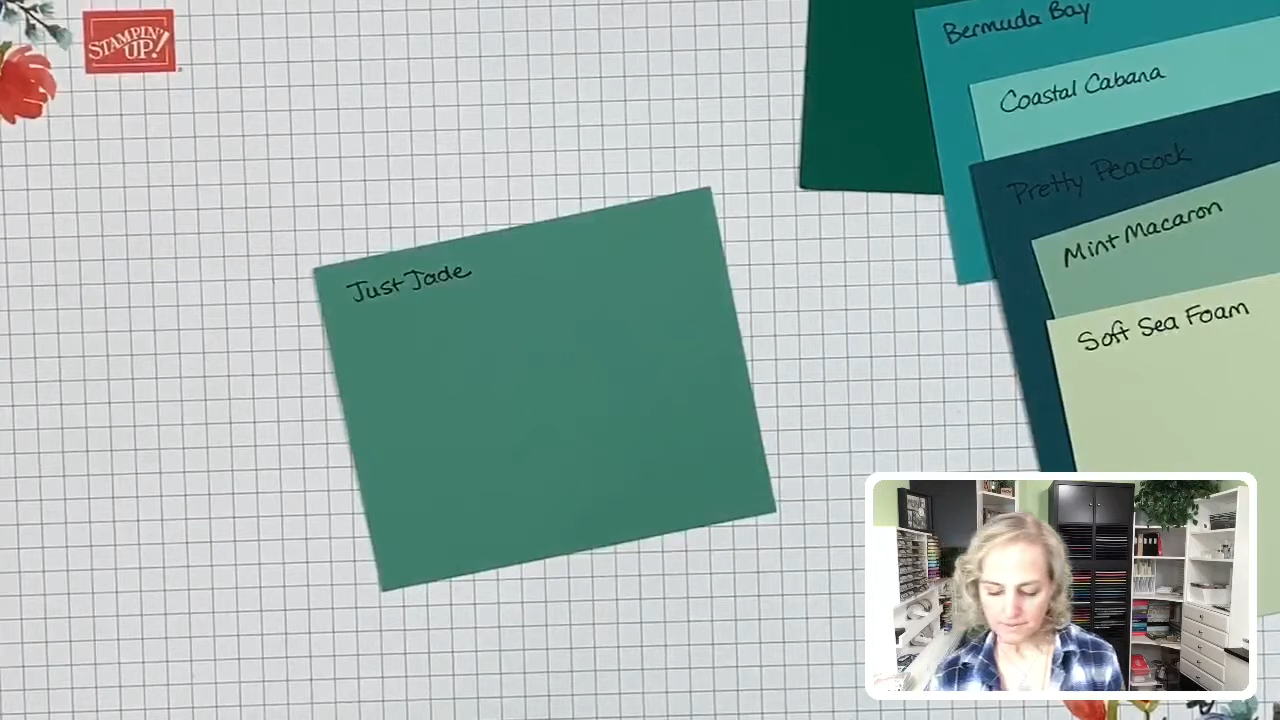 STAMPIN'
UP!
Bermuda Bay
Coastal Cabana
Pretty Peacock
Mint Macaron
Soft Sea Foam
Just Jade